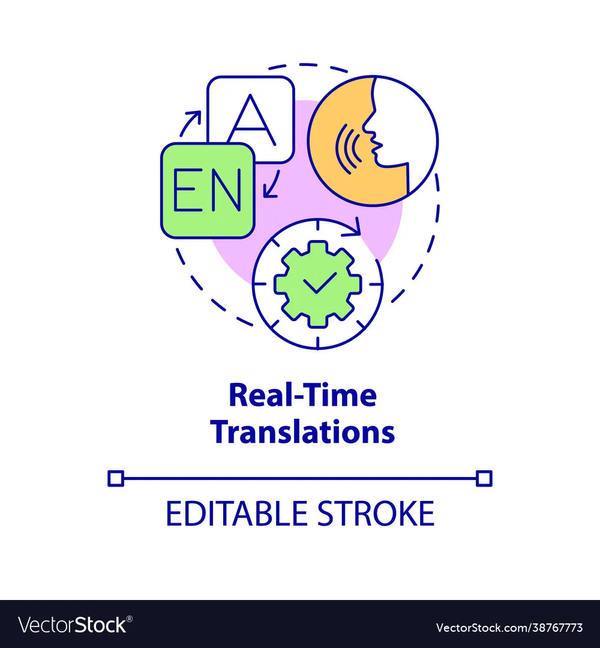 A
EN
Real-Time
Translations
EDITABLE STROKE
VectorStock®
VectorStock.com/38767773